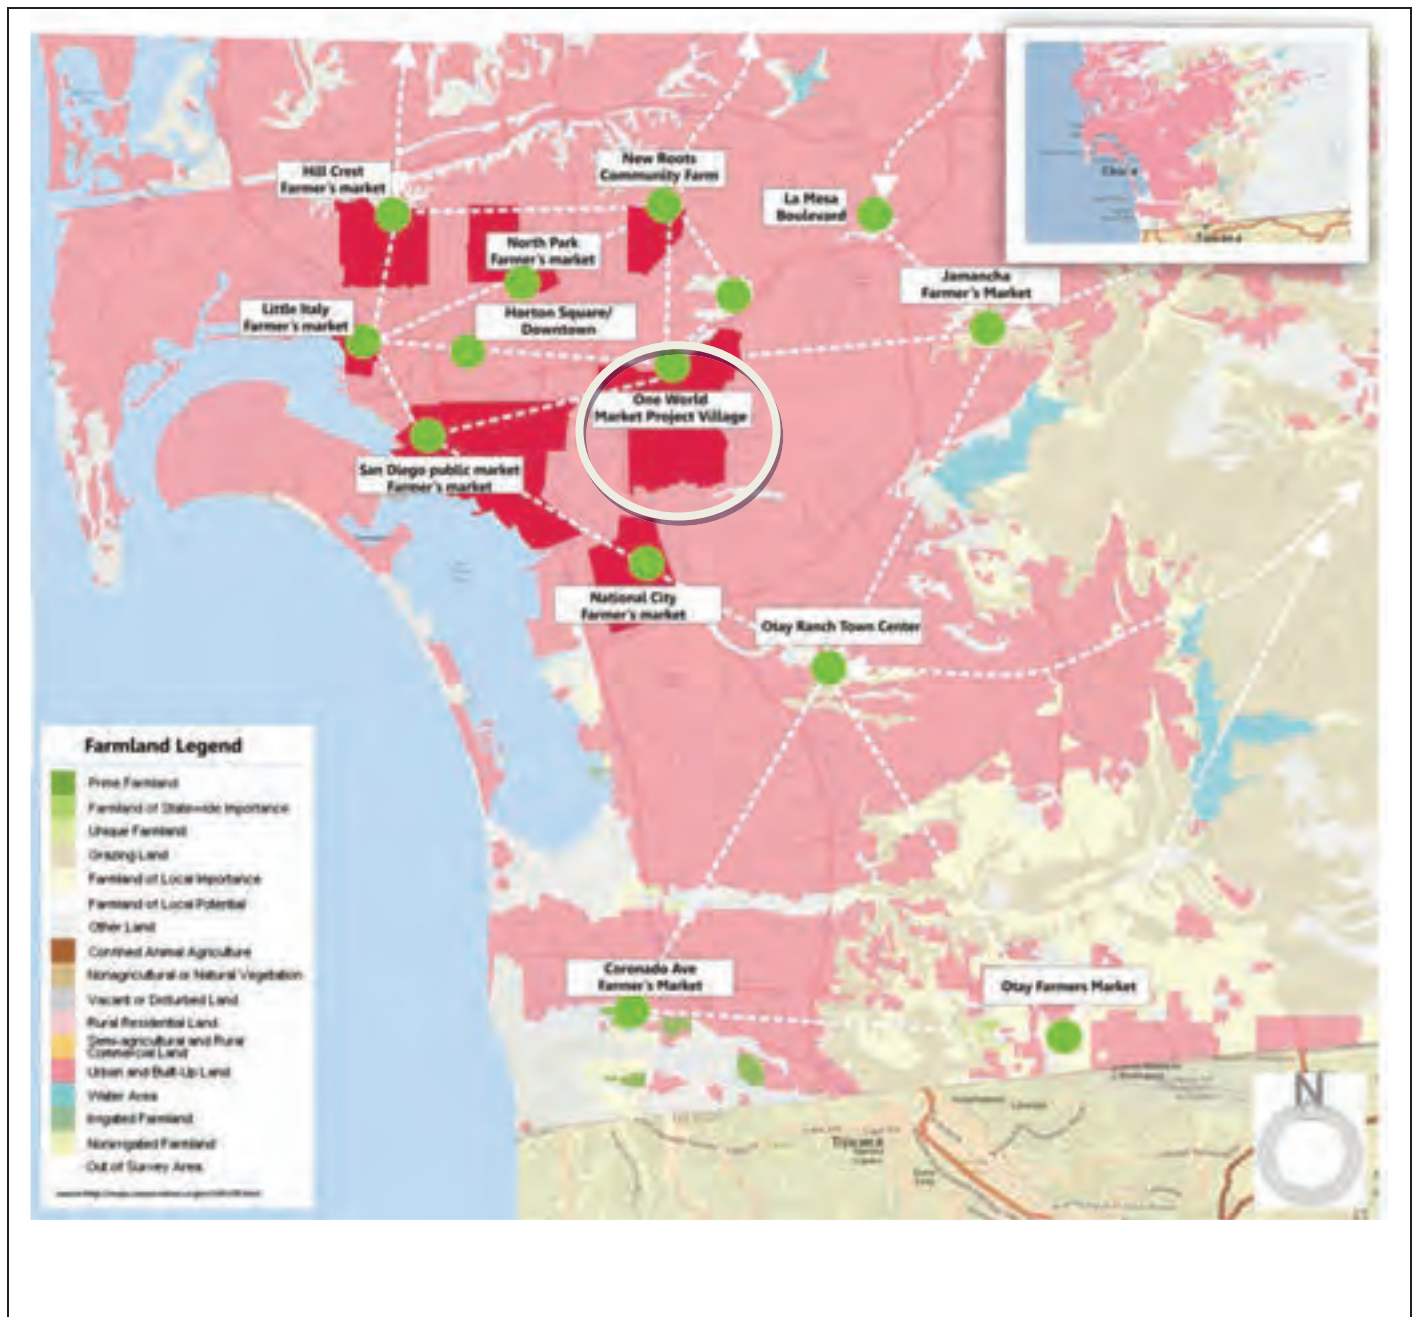 Hill Crest
Farmer's market
New Roots
Community Farm
La Mesa
Boulevard
North Park
Farmer's market
Jamancha
Farmer's Market
Little Italy
Farmer's market
Horton Square/
Downtown
One World
Market Project Village
San Diego public market
Farmer's market
National City
Farmer's market
Otay Ranch Town Center
Coronado Ave
Farmer's Market
Otay Farmers Market
Farmland Legend
Prime Farmland
Farmland of Statewide Importance
Unique Farmland
Grazing Land
Farmland of Local Importance
Farmland of Local Potential
Other Land
Confined Animal Agriculture
Nonagricultural or Natural Vegetation
Vacant or Disturbed Land
Rural Residential Land
Semi-agricultural and Rural
Commercial Land
Urban and Built-Up Land
Water Area
Irrigated Farmland
Nonirrigated Farmland
Out of Survey Area
Tijuana
N